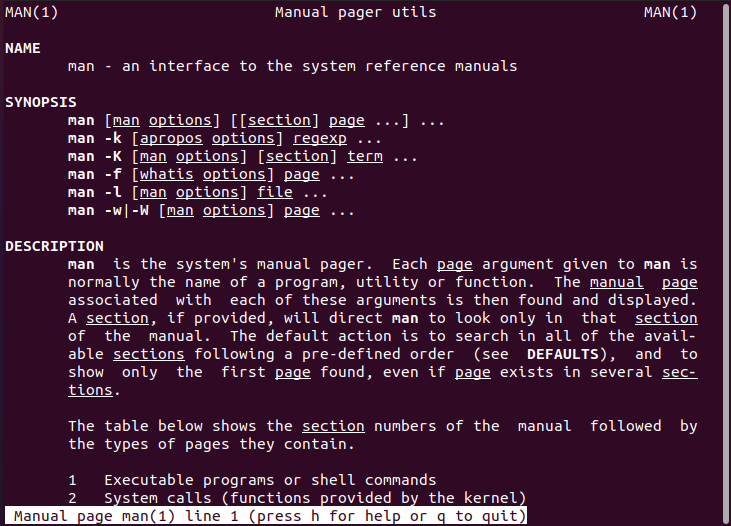 MAN(1)                        Manual pager utils                       MAN(1)
NAME
       man - an interface to the system reference manuals
SYNOPSIS
       man [man options] [[section] page ...] ...
       man -k [apropos options] regexp ...
       man -K [man options] [section] term ...
       man -f [whatis options] page ...
       man -l [man options] file ...
       man -w|-W [man options] page ...
DESCRIPTION
       man  is the system's manual pager.  Each page argument given to man is
       normally the name of a program, utility or function.  The manual  page
       associated  with  each of these arguments is then found and displayed.
       A section, if provided, will direct man to look only in  that  section
       of  the  manual.  The default action is to search in all of the avail-
       able sections following a pre-defined order  (see  DEFAULTS),  and  to
       show  only  the  first page found, even if page exists in several sec-
       tions.
       The table below shows the section numbers of the  manual  followed  by
       the types of pages they contain.
       1   Executable programs or shell commands
       2   System calls (functions provided by the kernel)
 Manual page man(1) line 1 (press h for help or q to quit)